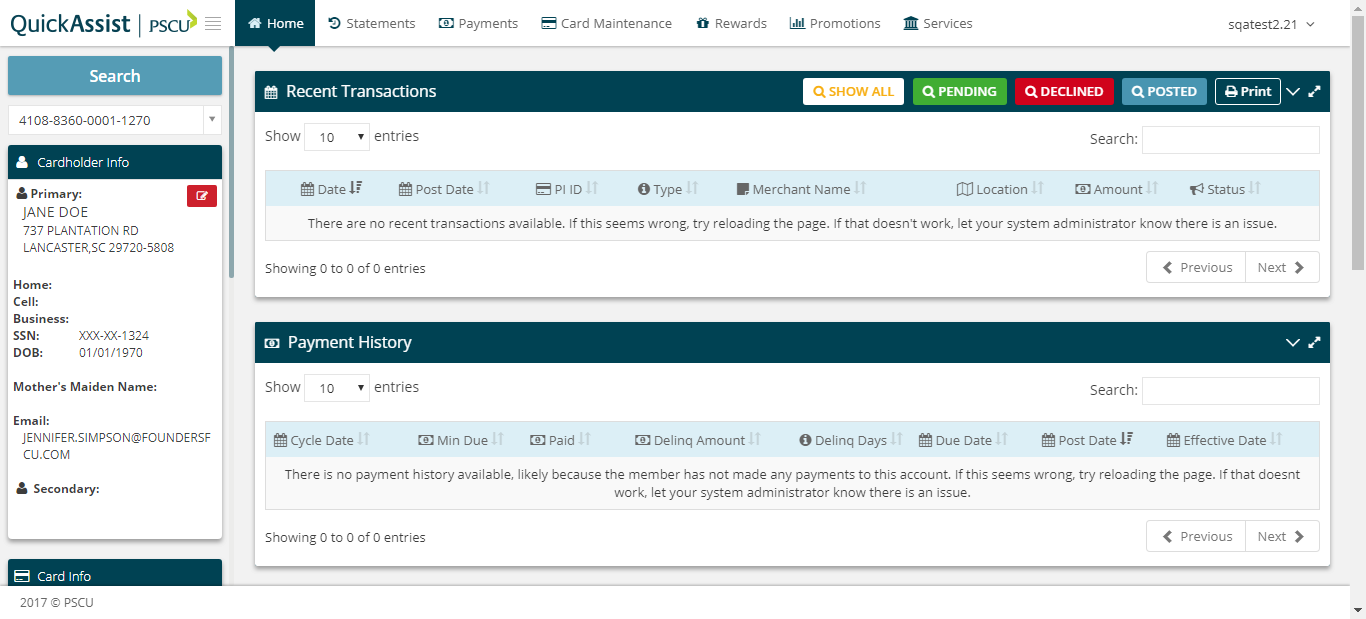 QuickAssist | PSCU
Home Statements Payments Card Maintenance Rewards Promotions Services sqatest2.21
Search
4108-8360-0001-1270
Cardholder Info
Primary:
JANE DOE
737 PLANTATION RD
LANCASTER,SC 29720-5808
Home:
Cell:
Business:
SSN: XXX-XX-1324
DOB: 01/01/1970
Mother's Maiden Name:
Email:
JENNIFER.SIMPSON@FOUNDERSF
CU.COM
Secondary:
Card Info
Recent Transactions SHOW ALL PENDING DECLINED POSTED Print
Show 10 entries Search:
Date Post Date PI ID Type Merchant Name Location Amount Status
There are no recent transactions available. If this seems wrong, try reloading the page. If that doesn't work, let your system administrator know there is an issue.
Showing 0 to 0 of 0 entries Previous Next
Payment History
Show 10 entries Search:
Cycle Date Min Due Paid Delinq Amount Delinq Days Due Date Post Date Effective Date
There is no payment history available, likely because the member has not made any payments to this account. If this seems wrong, try reloading the page. If that doesnt
work, let your system administrator know there is an issue.
Showing 0 to 0 of 0 entries Previous Next
2017 © PSCU